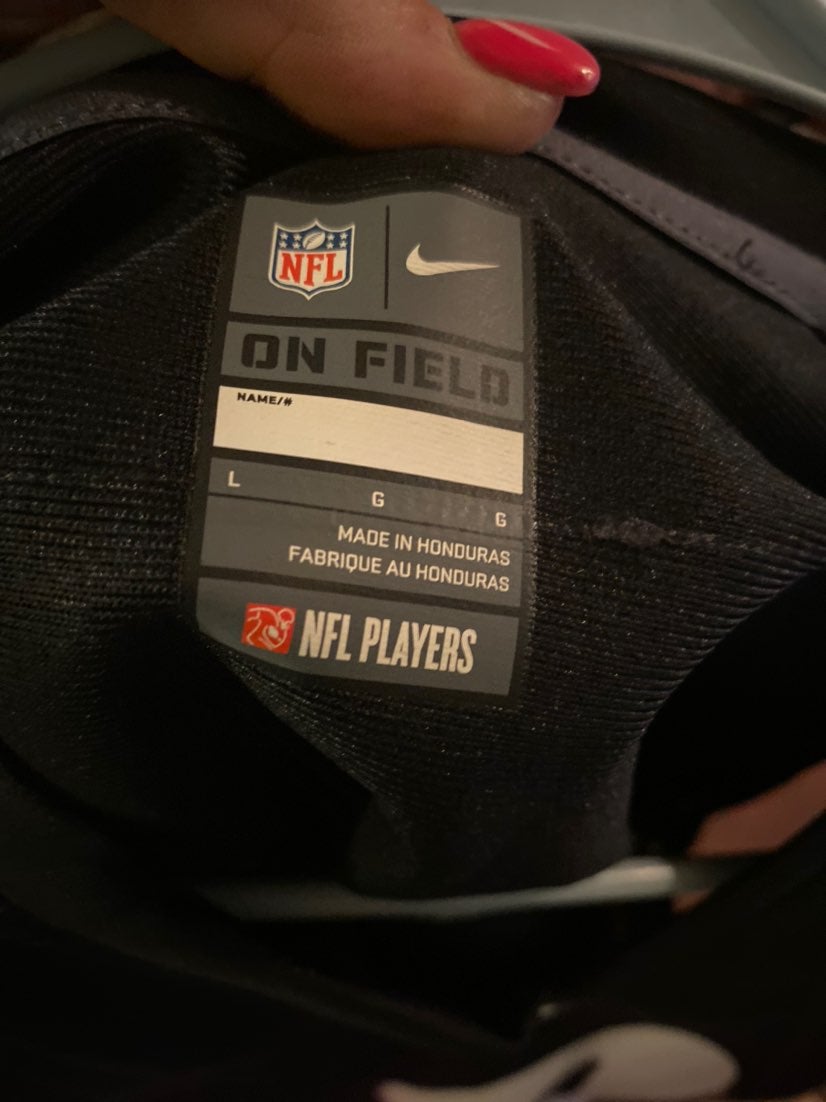 NFL
ON FIELD
NAME/#
L G G
MADE IN HONDURAS
FABRIQUE AU HONDURAS
NFL PLAYERS